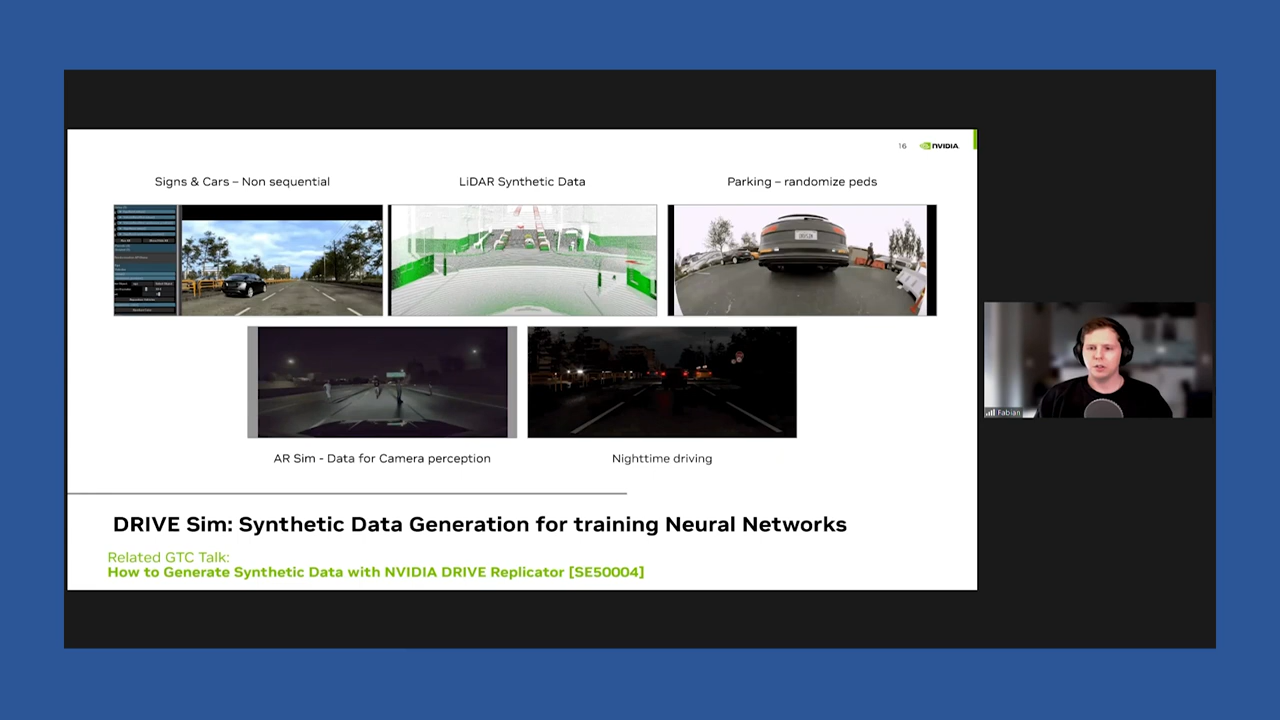 16 NVIDIA
Signs & Cars – Non sequential
LiDAR Synthetic Data
Parking – randomize peds
AR Sim - Data for Camera perception
Nighttime driving
DRIVE Sim: Synthetic Data Generation for training Neural Networks
Related GTC Talk:
How to Generate Synthetic Data with NVIDIA DRIVE Replicator [SE50004]
Fabian